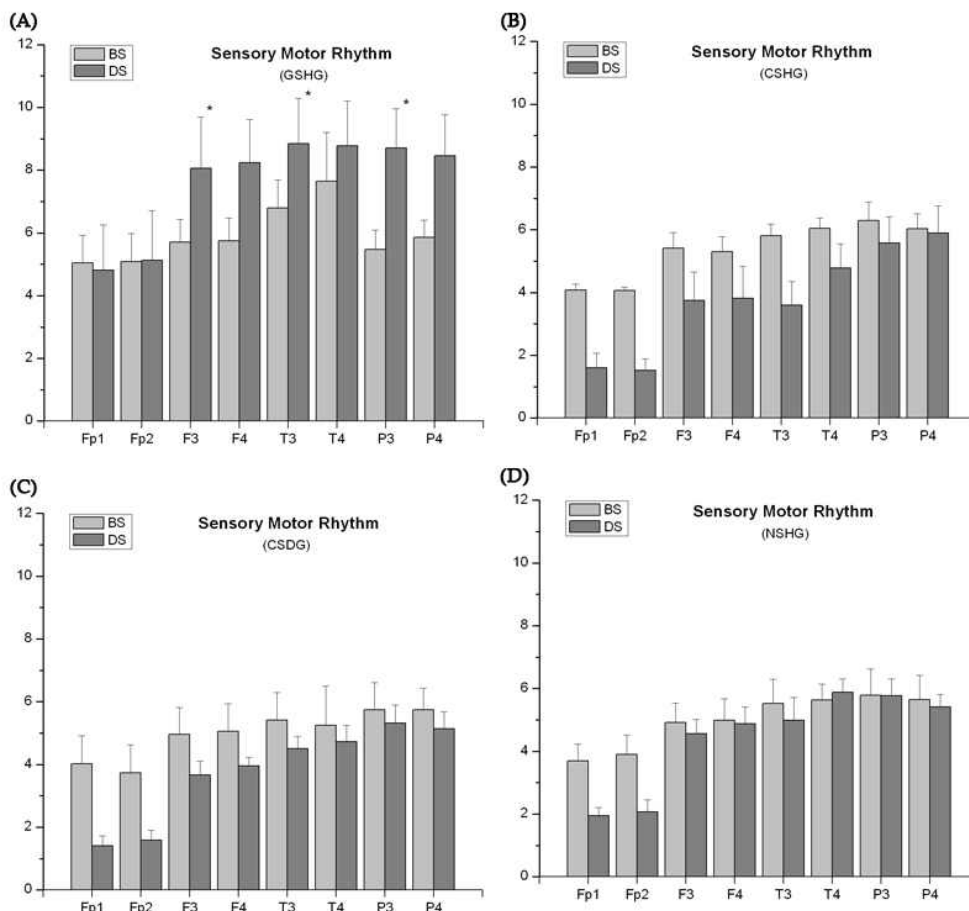 (A)
BS
DS
Sensory Motor Rhythm
(GSHG)
12
10
8
6
4
2
0
*
*
*
Fp1 Fp2 F3 F4 T3 T4 P3 P4
(B)
BS
DS
Sensory Motor Rhythm
(CSHG)
12
10
8
6
4
2
0
Fp1 Fp2 F3 F4 T3 T4 P3 P4
(C)
BS
DS
Sensory Motor Rhythm
(CSDG)
12
10
8
6
4
2
0
Fp1 Fp2 F3 F4 T3 T4 P3 P4
(D)
BS
DS
Sensory Motor Rhythm
(NSHG)
12
10
8
6
4
2
0
Fp1 Fp2 F3 F4 T3 T4 P3 P4